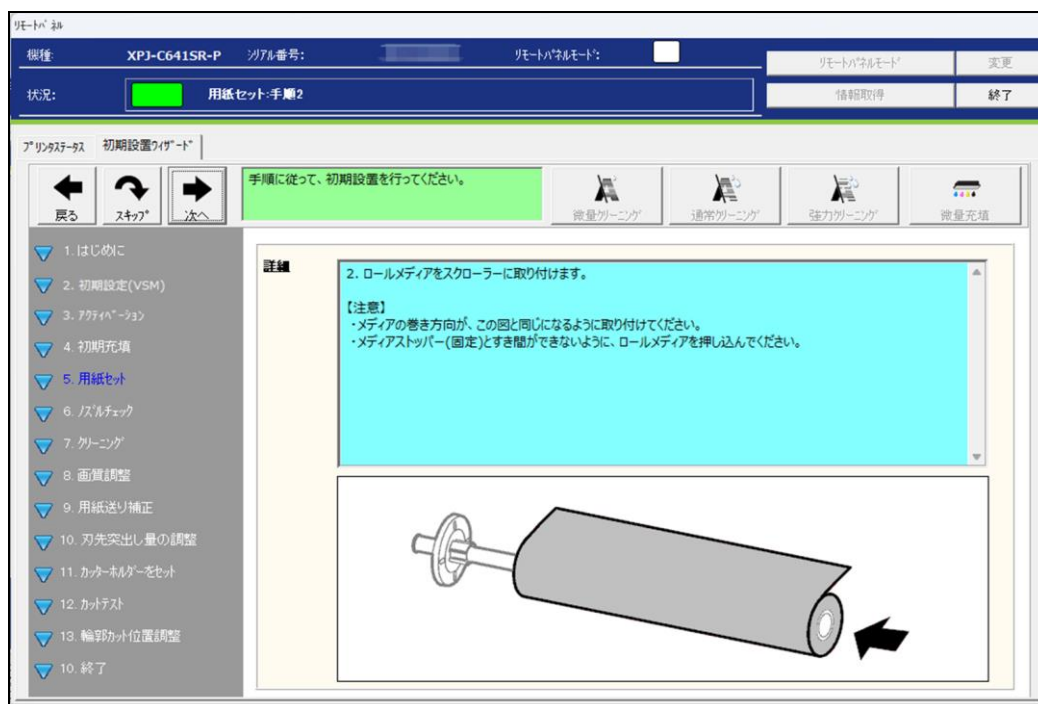 ﾘﾓｰﾄﾊﾟﾈﾙ
機種: XPJ-C641SR-P ｼﾘｱﾙ番号: ﾘﾓｰﾄﾊﾟﾈﾙﾓｰﾄﾞ:
ﾘﾓｰﾄﾊﾟﾈﾙﾓｰﾄﾞ 変更
状況: 用紙セット:手順2
情報取得 終了
ﾌﾟﾘﾝﾀｽﾃｰﾀｽ 初期設置ｳｨｻﾞｰﾄﾞ
戻る ｽｷｯﾌﾟ 次へ
手順に従って、初期設置を行ってください。
微量ｸﾘｰﾆﾝｸﾞ 通常ｸﾘｰﾆﾝｸﾞ 強力ｸﾘｰﾆﾝｸﾞ 微量充填
1. はじめに
2. 初期設定(VSM)
3. ｱｸﾃｨﾍﾞｰｼｮﾝ
4. 初期充填
5. 用紙ｾｯﾄ
6. ﾉｽﾞﾙﾁｪｯｸ
7. ｸﾘｰﾆﾝｸﾞ
8. 画質調整
9. 用紙送り補正
10. 刃先突出し量の調整
11. ｶｯﾀｰﾎﾙﾀﾞｰをｾｯﾄ
12. ｶｯﾄﾃｽﾄ
13. 輪郭ｶｯﾄ位置調整
10. 終了
詳細
2. ロールメディアをスクローラーに取り付けます。
【注意】
・メディアの巻き方向が、この図と同じになるように取り付けてください。
・メディアストッパー(固定)とすき間ができないように、ロールメディアを押し込んでください。